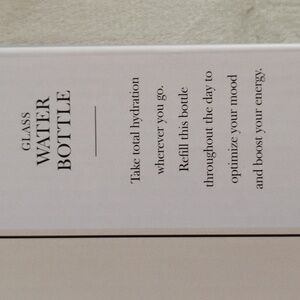 GLASS
WATER
BOTTLE
Take total hydration
wherever you go.
Refill this bottle
throughout the day to
optimize your mood
and boost your energy.